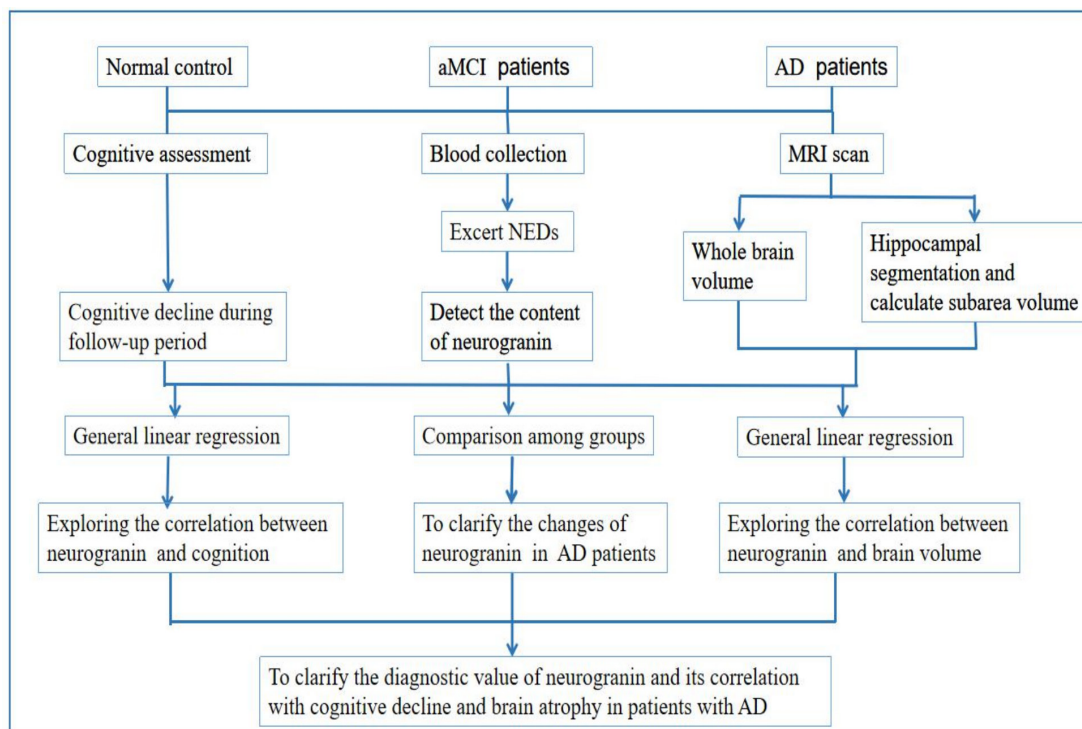 Normal control
aMCI patients
AD patients
Cognitive assessment
Blood collection
MRI scan
Excert NEDs
Whole brain
volume
Hippocampal
segmentation and
calculate subarea volume
Cognitive decline during
follow-up period
Detect the content
of neurogranin
General linear regression
Comparison among groups
General linear regression
Exploring the correlation between
neurogranin and cognition
To clarify the changes of
neurogranin in AD patients
Exploring the correlation between
neurogranin and brain volume
To clarify the diagnostic value of neurogranin and its correlation
with cognitive decline and brain atrophy in patients with AD